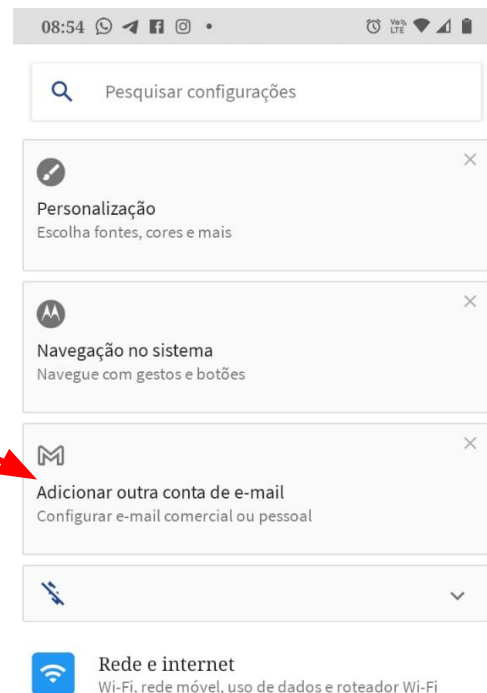 08:54
Vo)) LTE
Pesquisar configurações
Personalização
Escolha fontes, cores e mais
Navegação no sistema
Navegue com gestos e botões
Adicionar outra conta de e-mail
Configurar e-mail comercial ou pessoal
Rede e internet
Wi-Fi, rede móvel, uso de dados e roteador Wi-Fi